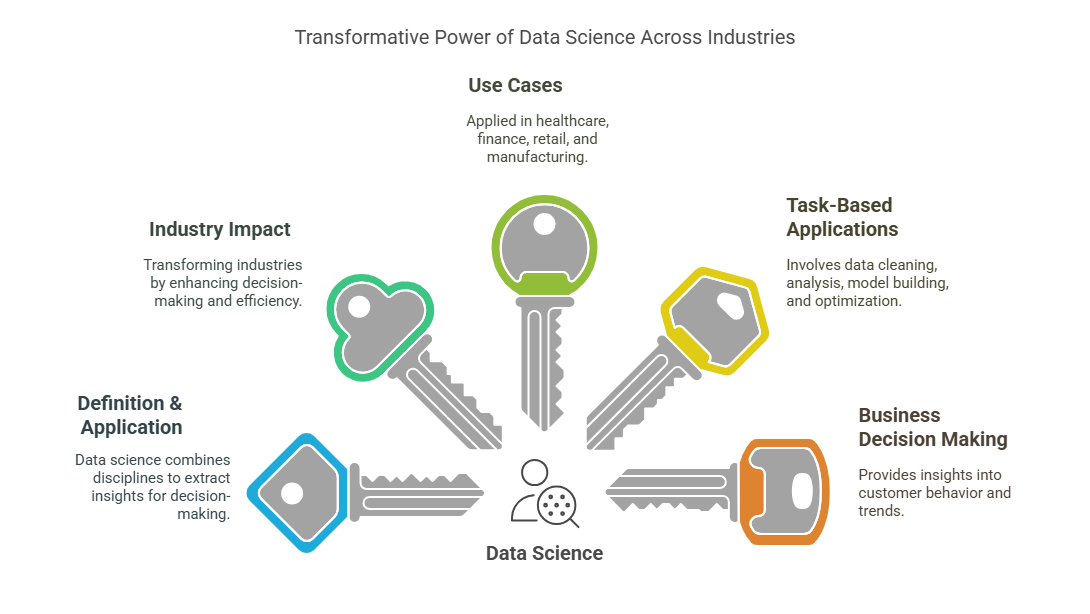 Transformative Power of Data Science Across Industries
Use Cases
Applied in healthcare,
finance, retail, and
manufacturing.
Industry Impact
Transforming industries
by enhancing decision-
making and efficiency.
Task-Based
Applications
Involves data cleaning,
analysis, model building,
and optimization.
Definition &
Application
Data science combines
disciplines to extract
insights for decision-
making.
Business
Decision Making
Provides insights into
customer behavior and
trends.
Data Science